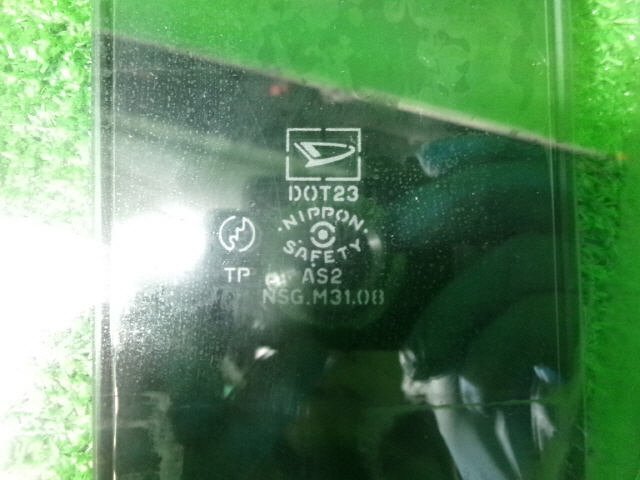 DOT23
NIPPON
SAFETY
TP
AS2
NSG.M31.08